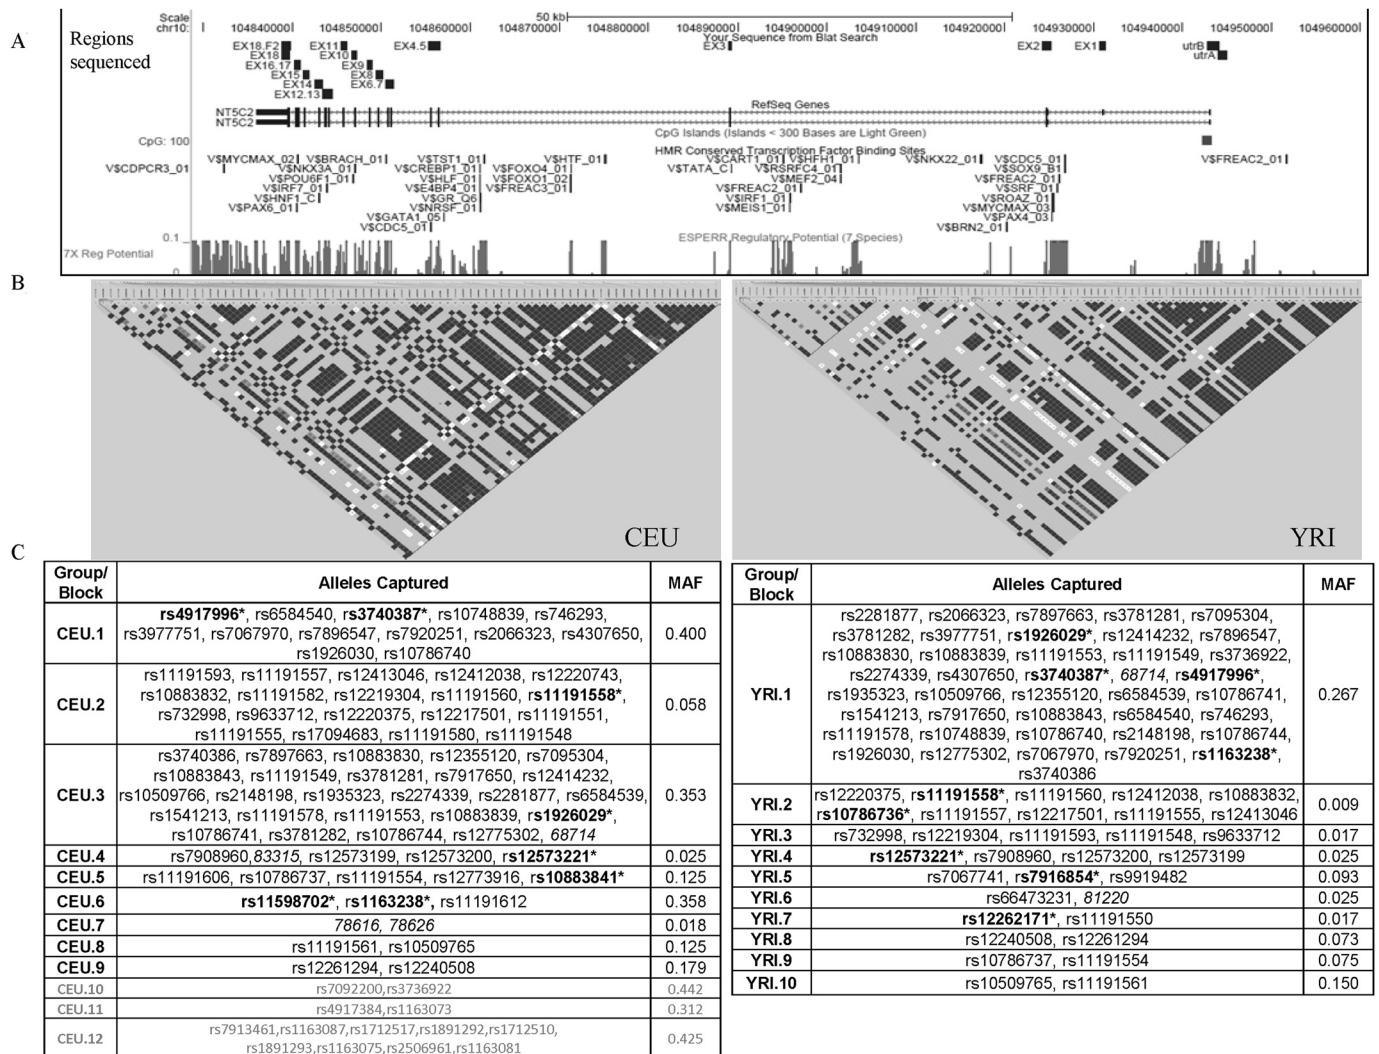 A
Regions
sequenced
Scale
chr10:
50 kb
104840000 104850000 104860000 104870000 104880000 104890000 104900000 104910000 104920000 104930000 104940000 104950000 104960000
Your Sequence from Blat Search
EX18.F2 EX11 EX4.5 EX3 EX2 EX1 utrB
EX18 EX10 utrA
EX16.17 EX9
EX15 EX8
EX14 EX6.7
EX12.13
RefSeq Genes
NT5C2
NT5C2
CpG Islands (Islands < 300 Bases are Light Green)
CpG: 100
HMR Conserved Transcription Factor Binding Sites
V$MYCMAX_02 V$BRACH_01 V$TST1_01 V$HTF_01 V$CART1_01 V$HFH1_01 V$NKX22_01 V$CDC5_01 V$FREAC2_01
V$CDPCR3_01 V$NKX3A_01 V$CREBP1_01 V$FOXO4_01 V$TATA_C V$RSRFC4_01 V$SOX9_B1
V$POU6F1_01 V$HLF_01 V$FOXO1_02 V$MEF2_04 V$FREAC2_01
V$IRF7_01 V$E4BP4_01 V$FREAC3_01 V$FREAC2_01 V$SRF_01
V$HNF1_C V$GR_Q6 V$IRF1_01 V$ROAZ_01
V$PAX6_01 V$NRSF_01 V$MEIS1_01 V$MYCMAX_03
V$GATA1_05 V$PAX4_03
V$CDC5_01 V$BRN2_01
ESPERR Regulatory Potential (7 Species)
0.1
7X Reg Potential
0
B
CEU
YRI
C
Group/
Block
Alleles Captured
MAF
CEU.1
rs4917996*, rs6584540, rs3740387*, rs10748839, rs746293,
rs3977751, rs7067970, rs7896547, rs7920251, rs2066323, rs4307650,
rs1926030, rs10786740
0.400
CEU.2
rs11191593, rs11191557, rs12413046, rs12412038, rs12220743,
rs10883832, rs11191582, rs12219304, rs11191560, rs11191558*,
rs732998, rs9633712, rs12220375, rs12217501, rs11191551,
rs11191555, rs17094683, rs11191580, rs11191548
0.058
CEU.3
rs3740386, rs7897663, rs10883830, rs12355120, rs7095304,
rs10883843, rs11191549, rs3781281, rs7917650, rs12414232,
rs10509766, rs2148198, rs1935323, rs2274339, rs2281877, rs6584539,
rs1541213, rs11191578, rs11191553, rs10883839, rs1926029*,
rs10786741, rs3781282, rs10786744, rs12775302, 68714
0.353
CEU.4 rs7908960,83315, rs12573199, rs12573200, rs12573221* 0.025
CEU.5 rs11191606, rs10786737, rs11191554, rs12773916, rs10883841* 0.125
CEU.6 rs11598702*, rs1163238*, rs11191612 0.358
CEU.7 78616, 78626 0.018
CEU.8 rs11191561, rs10509765 0.125
CEU.9 rs12261294, rs12240508 0.179
CEU.10 rs7092200,rs3736922 0.442
CEU.11 rs4917384,rs1163073 0.312
CEU.12
rs7913461,rs1163087,rs1712517,rs1891292,rs1712510,
rs1891293,rs1163075,rs2506961,rs1163081
0.425
Group/
Block
Alleles Captured
MAF
YRI.1
rs2281877, rs2066323, rs7897663, rs3781281, rs7095304,
rs3781282, rs3977751, rs1926029*, rs12414232, rs7896547,
rs10883830, rs10883839, rs11191553, rs11191549, rs3736922,
rs2274339, rs4307650, rs3740387*, 68714, rs4917996*,
rs1935323, rs10509766, rs12355120, rs6584539, rs10786741,
rs1541213, rs7917650, rs10883843, rs6584540, rs746293,
rs11191578, rs10748839, rs10786740, rs2148198, rs10786744,
rs1926030, rs12775302, rs7067970, rs7920251, rs1163238*,
rs3740386
0.267
YRI.2
rs12220375, rs11191558*, rs11191560, rs12412038, rs10883832,
rs10786736*, rs11191557, rs12217501, rs11191555, rs12413046
0.009
YRI.3 rs732998, rs12219304, rs11191593, rs11191548, rs9633712 0.017
YRI.4 rs12573221*, rs7908960, rs12573200, rs12573199 0.025
YRI.5 rs7067741, rs7916854*, rs9919482 0.093
YRI.6 rs66473231, 81220 0.025
YRI.7 rs12262171*, rs11191550 0.017
YRI.8 rs12240508, rs12261294 0.073
YRI.9 rs10786737, rs11191554 0.075
YRI.10 rs10509765, rs11191561 0.150